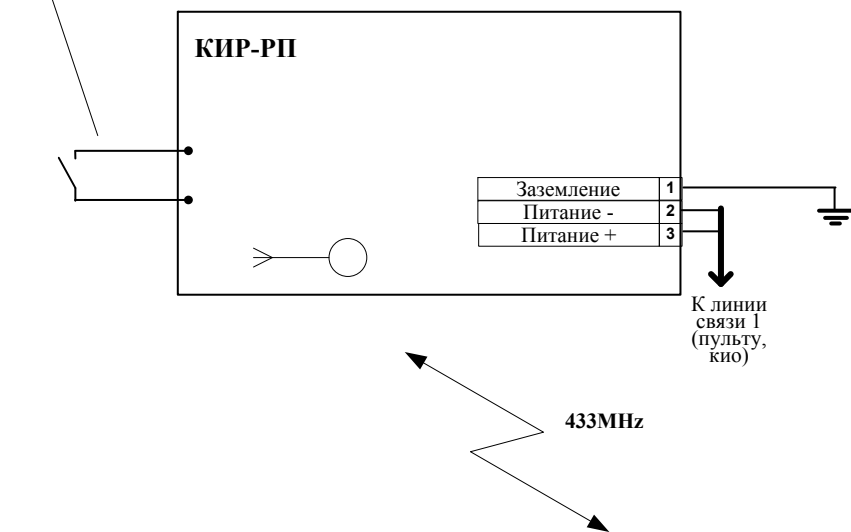 КИР-РП
Заземление 1
Питание - 2
Питание + 3
К линии
связи 1
(пульту,
кио)
433MHz